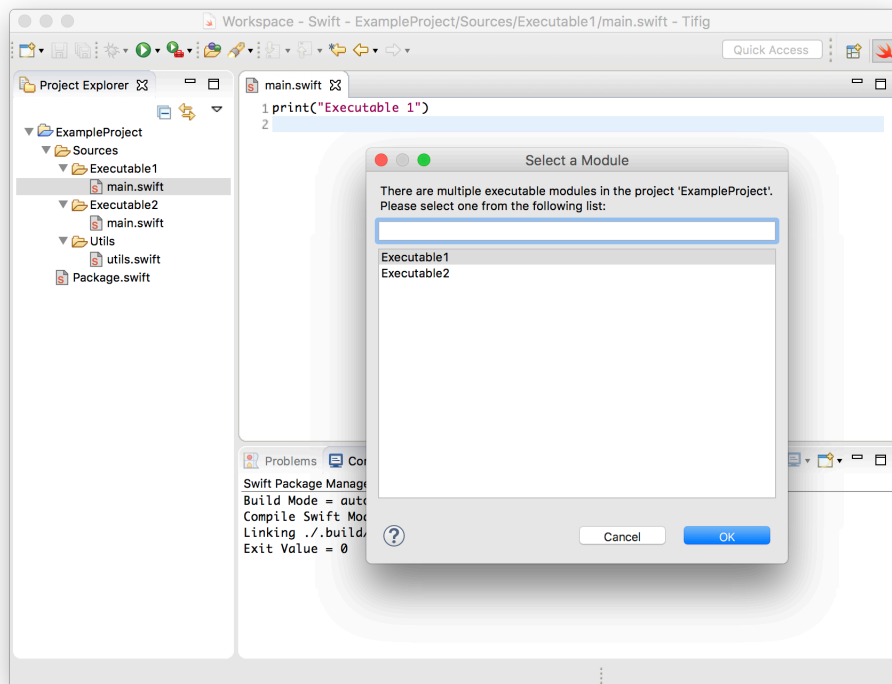 Workspace - Swift - ExampleProject/Sources/Executable1/main.swift - Tifig
Quick Access
Project Explorer
ExampleProject
Sources
Executable1
main.swift
Executable2
main.swift
Utils
utils.swift
Package.swift
main.swift
1 print("Executable 1")
2
Select a Module
There are multiple executable modules in the project 'ExampleProject'.
Please select one from the following list:
Executable1
Executable2
?
Cancel
OK
Problems
Swift Package
Build Mode =
Compile Swift
Linking ./.build/
Exit Value = 0